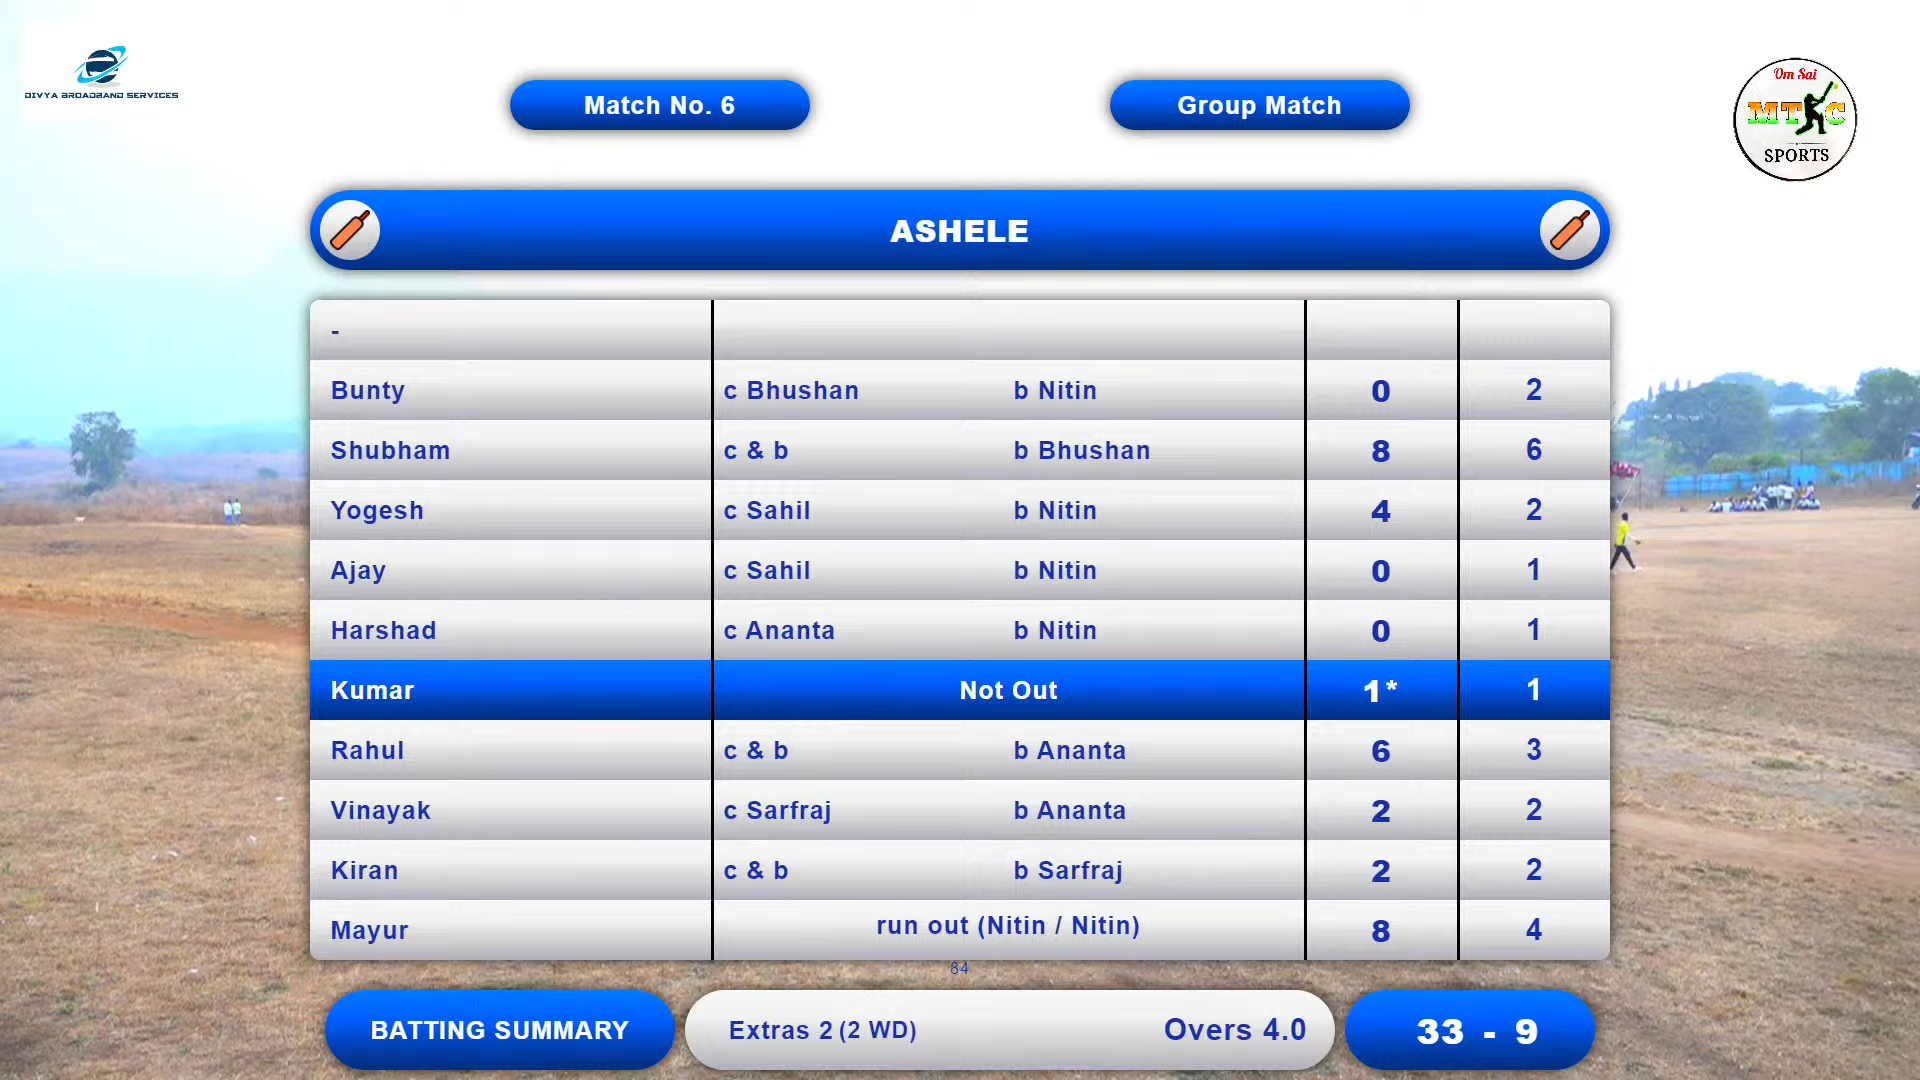 DIVYA BROADBAND SERVICES
Match No. 6
Group Match
Om Sai
MTCC
SPORTS
ASHELE
-
Bunty c Bhushan b Nitin 0 2
Shubham c & b b Bhushan 8 6
Yogesh c Sahil b Nitin 4 2
Ajay c Sahil b Nitin 0 1
Harshad c Ananta b Nitin 0 1
Kumar Not Out 1* 1
Rahul c & b b Ananta 6 3
Vinayak c Sarfraj b Ananta 2 2
Kiran c & b b Sarfraj 2 2
Mayur run out (Nitin / Nitin) 8 4
84
BATTING SUMMARY
Extras 2 (2 WD)
Overs 4.0
33 - 9